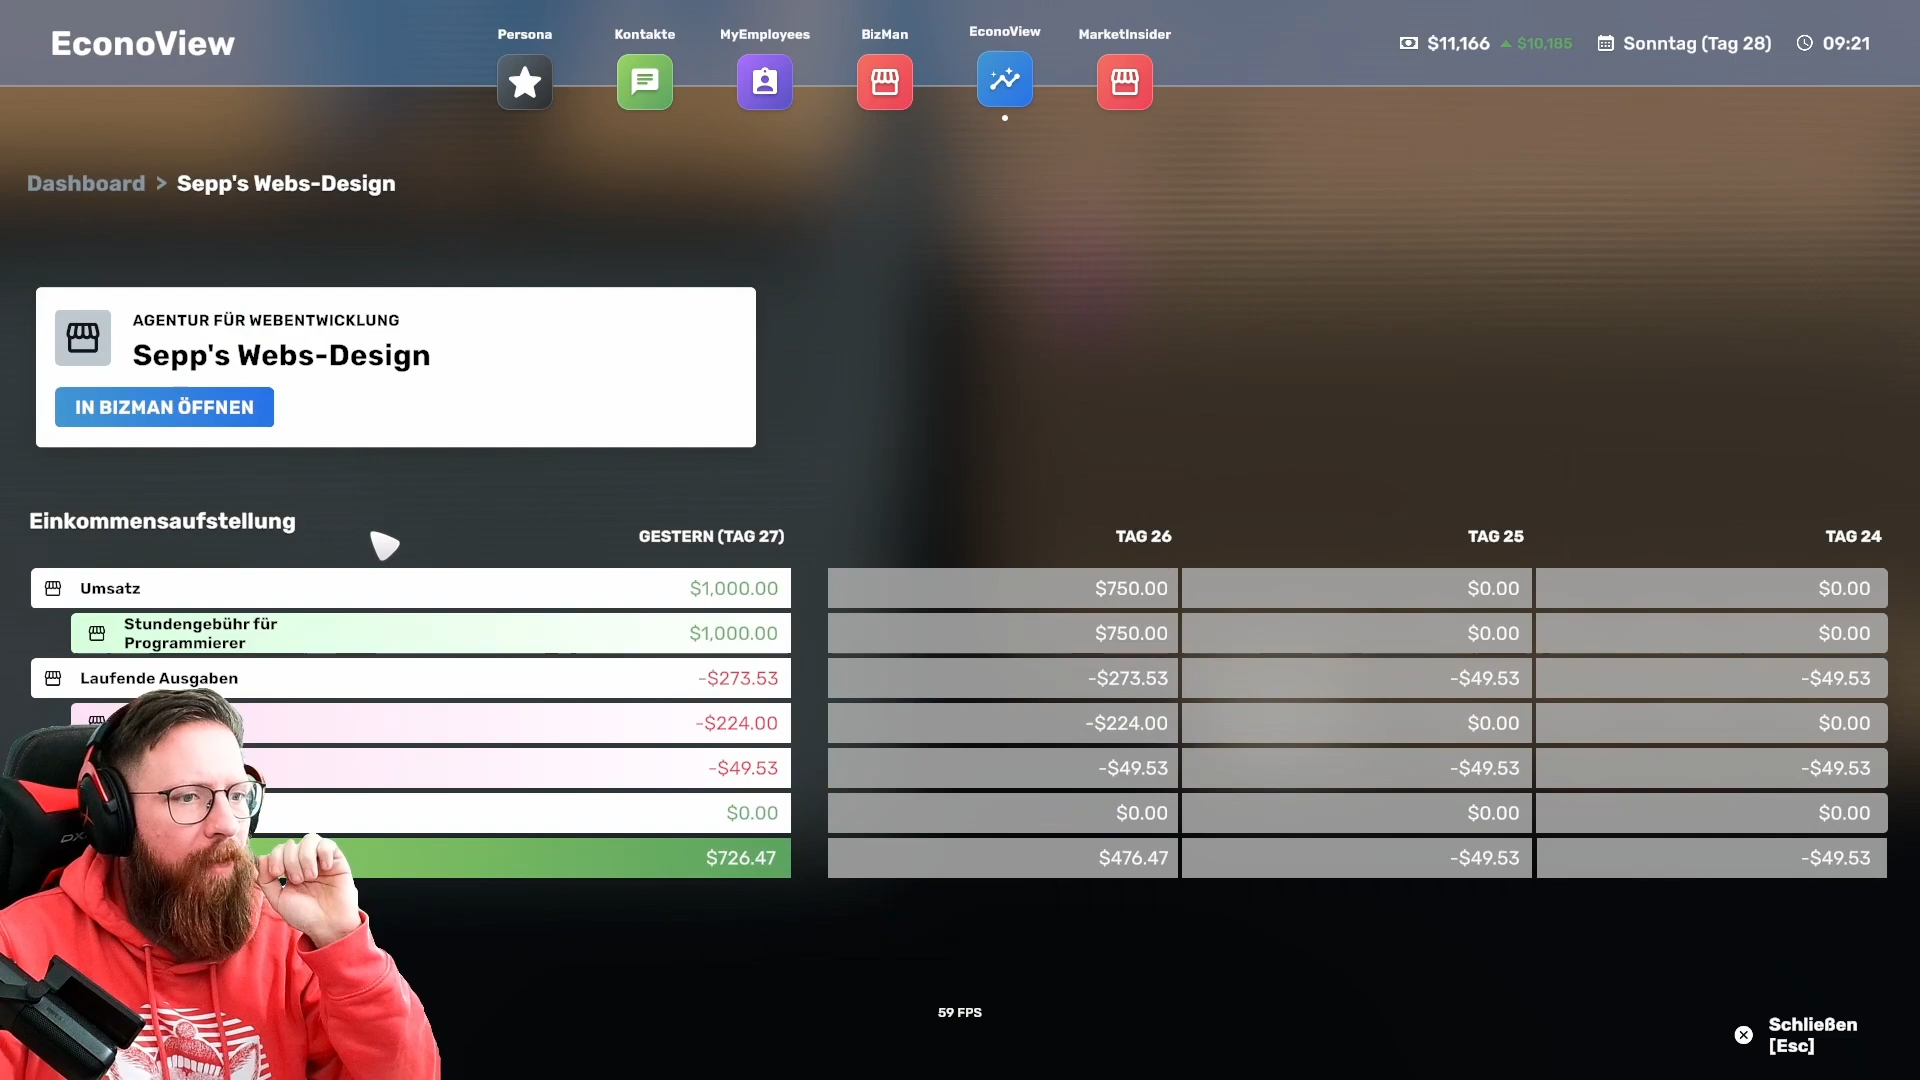 EconoView
Persona
Kontakte
MyEmployees
BizMan
EconoView
MarketInsider
$11,166 $10,185 Sonntag (Tag 28) 09:21
Dashboard > Sepp's Webs-Design
AGENTUR FÜR WEBENTWICKLUNG
Sepp's Webs-Design
IN BIZMAN ÖFFNEN
Einkommensaufstellung
GESTERN (TAG 27) TAG 26 TAG 25 TAG 24
Umsatz $1,000.00 $750.00 $0.00 $0.00
Stundengebühr für
Programmierer $1,000.00 $750.00 $0.00 $0.00
Laufende Ausgaben -$273.53 -$273.53 -$49.53 -$49.53
-$224.00 -$224.00 $0.00 $0.00
-$49.53 -$49.53 -$49.53 -$49.53
$0.00 $0.00 $0.00 $0.00
$726.47 $476.47 -$49.53 -$49.53
59 FPS
Schließen
[Esc]